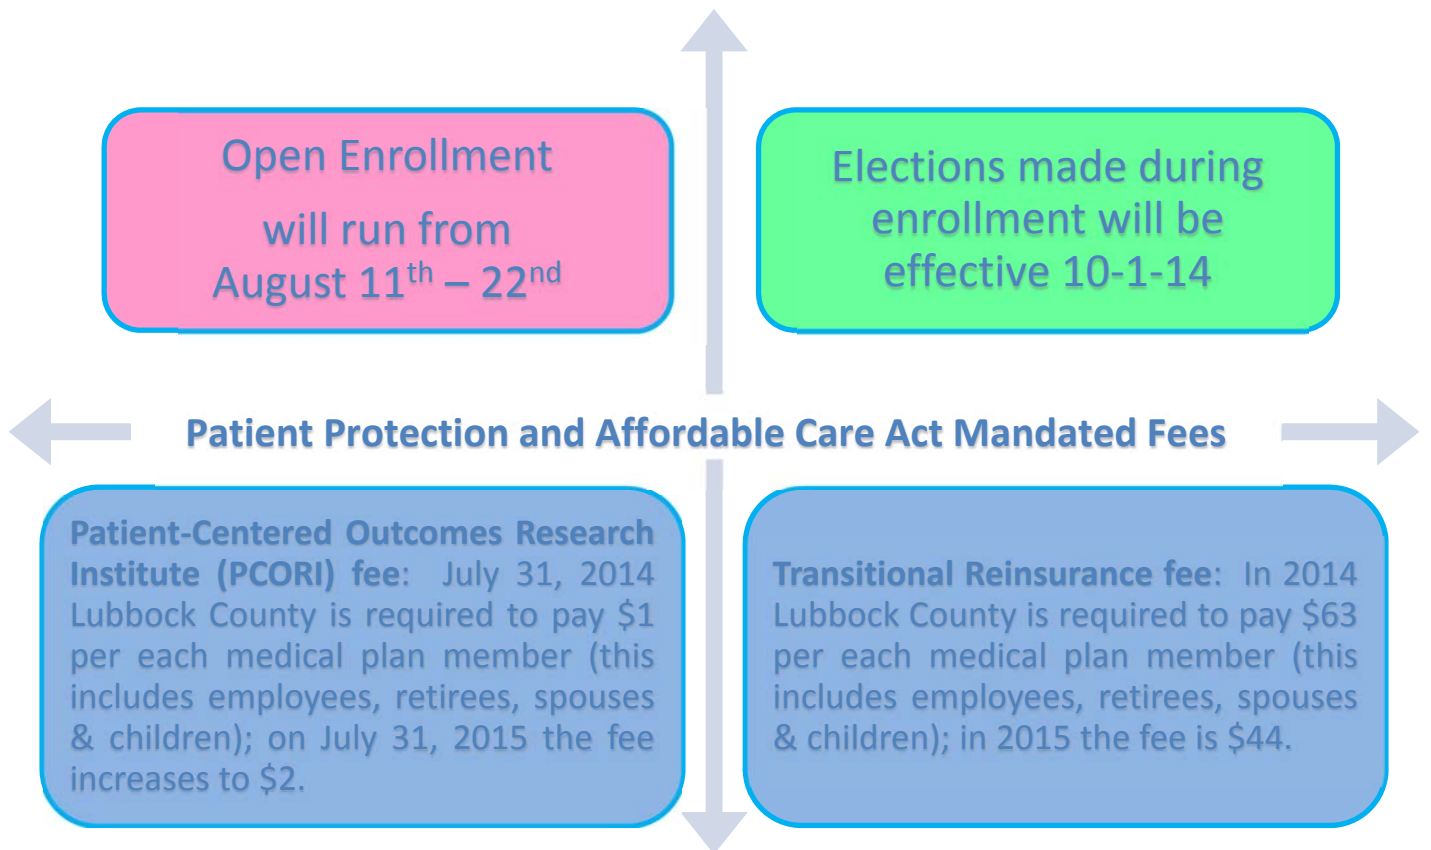 Open Enrollment
will run from
August 11th – 22nd
Elections made during
enrollment will be
effective 10-1-14
Patient Protection and Affordable Care Act Mandated Fees
Patient-Centered Outcomes Research
Institute (PCORI) fee: July 31, 2014
Lubbock County is required to pay $1
per each medical plan member (this
includes employees, retirees, spouses
& children); on July 31, 2015 the fee
increases to $2.
Transitional Reinsurance fee: In 2014
Lubbock County is required to pay $63
per each medical plan member (this
includes employees, retirees, spouses
& children); in 2015 the fee is $44.